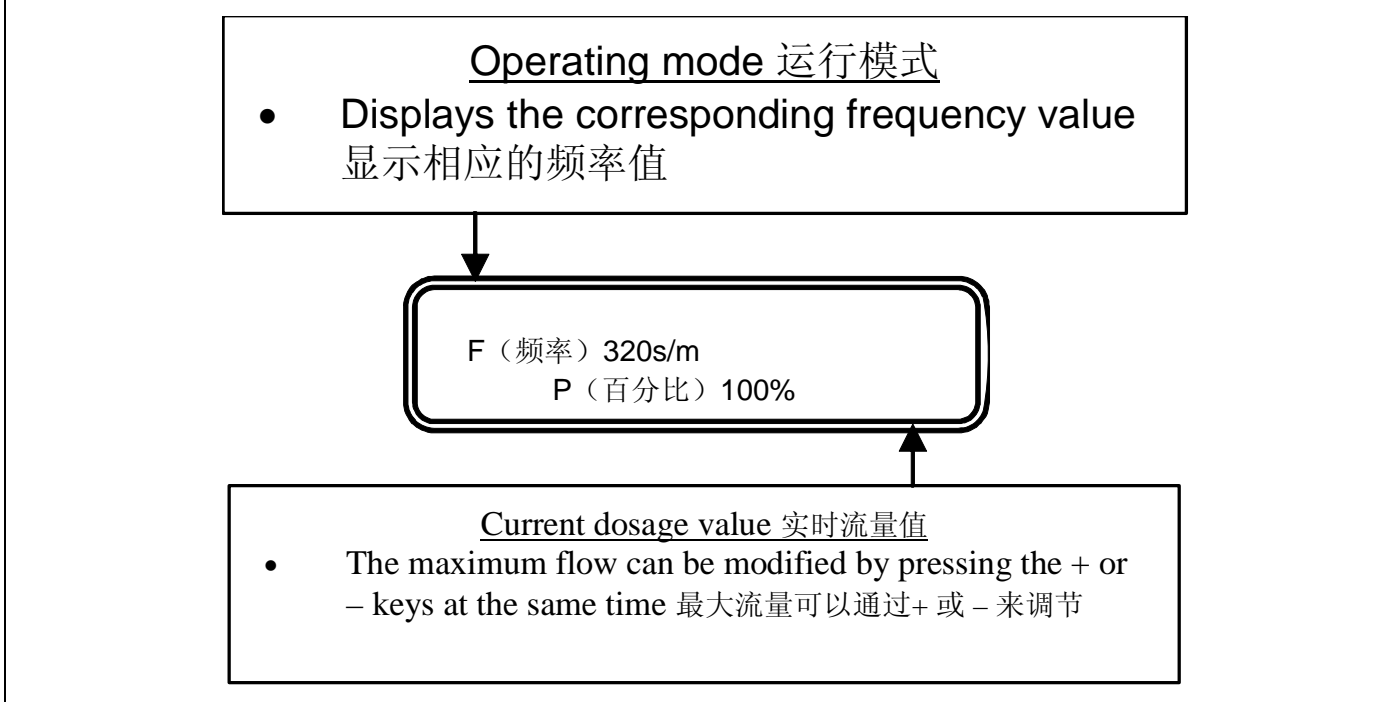 Operating mode 运行模式
• Displays the corresponding frequency value
显示相应的频率值
F（频率）320s/m
P（百分比）100%
Current dosage value 实时流量值
• The maximum flow can be modified by pressing the + or
– keys at the same time 最大流量可以通过+ 或 – 来调节